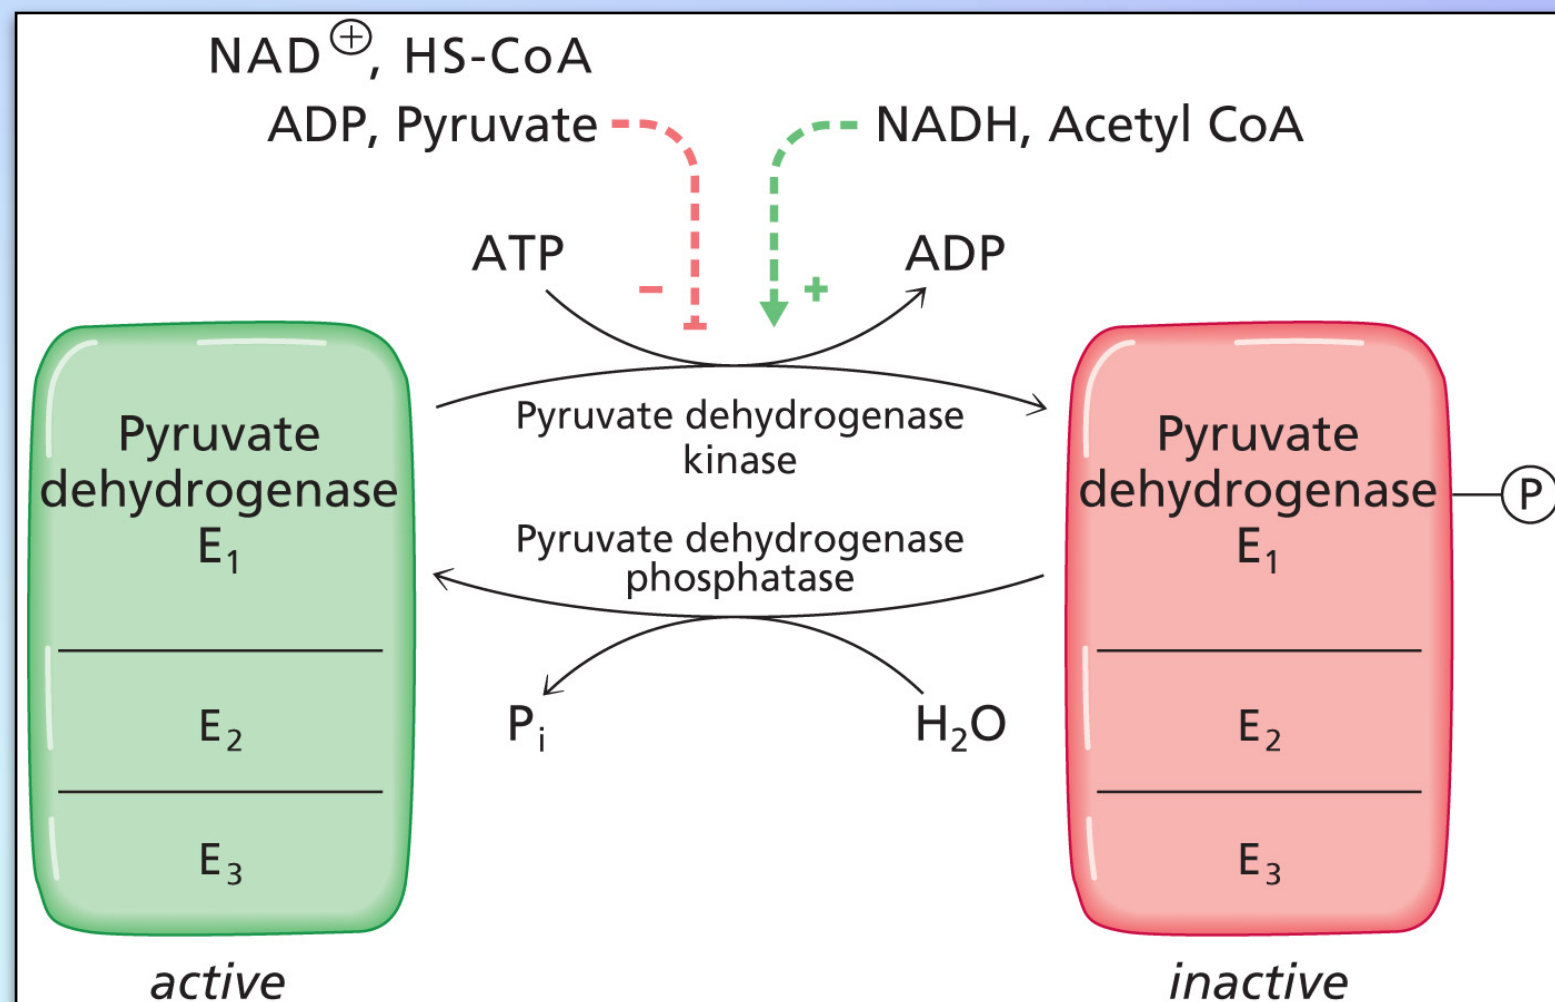 NAD⊕, HS-CoA
ADP, Pyruvate
NADH, Acetyl CoA
ATP
−
+
ADP
Pyruvate dehydrogenase
kinase
Pyruvate
dehydrogenase
E₁
E₂
E₃
active
Pyruvate dehydrogenase
phosphatase
Pᵢ
H₂O
Pyruvate
dehydrogenase
E₁
P
E₂
E₃
inactive